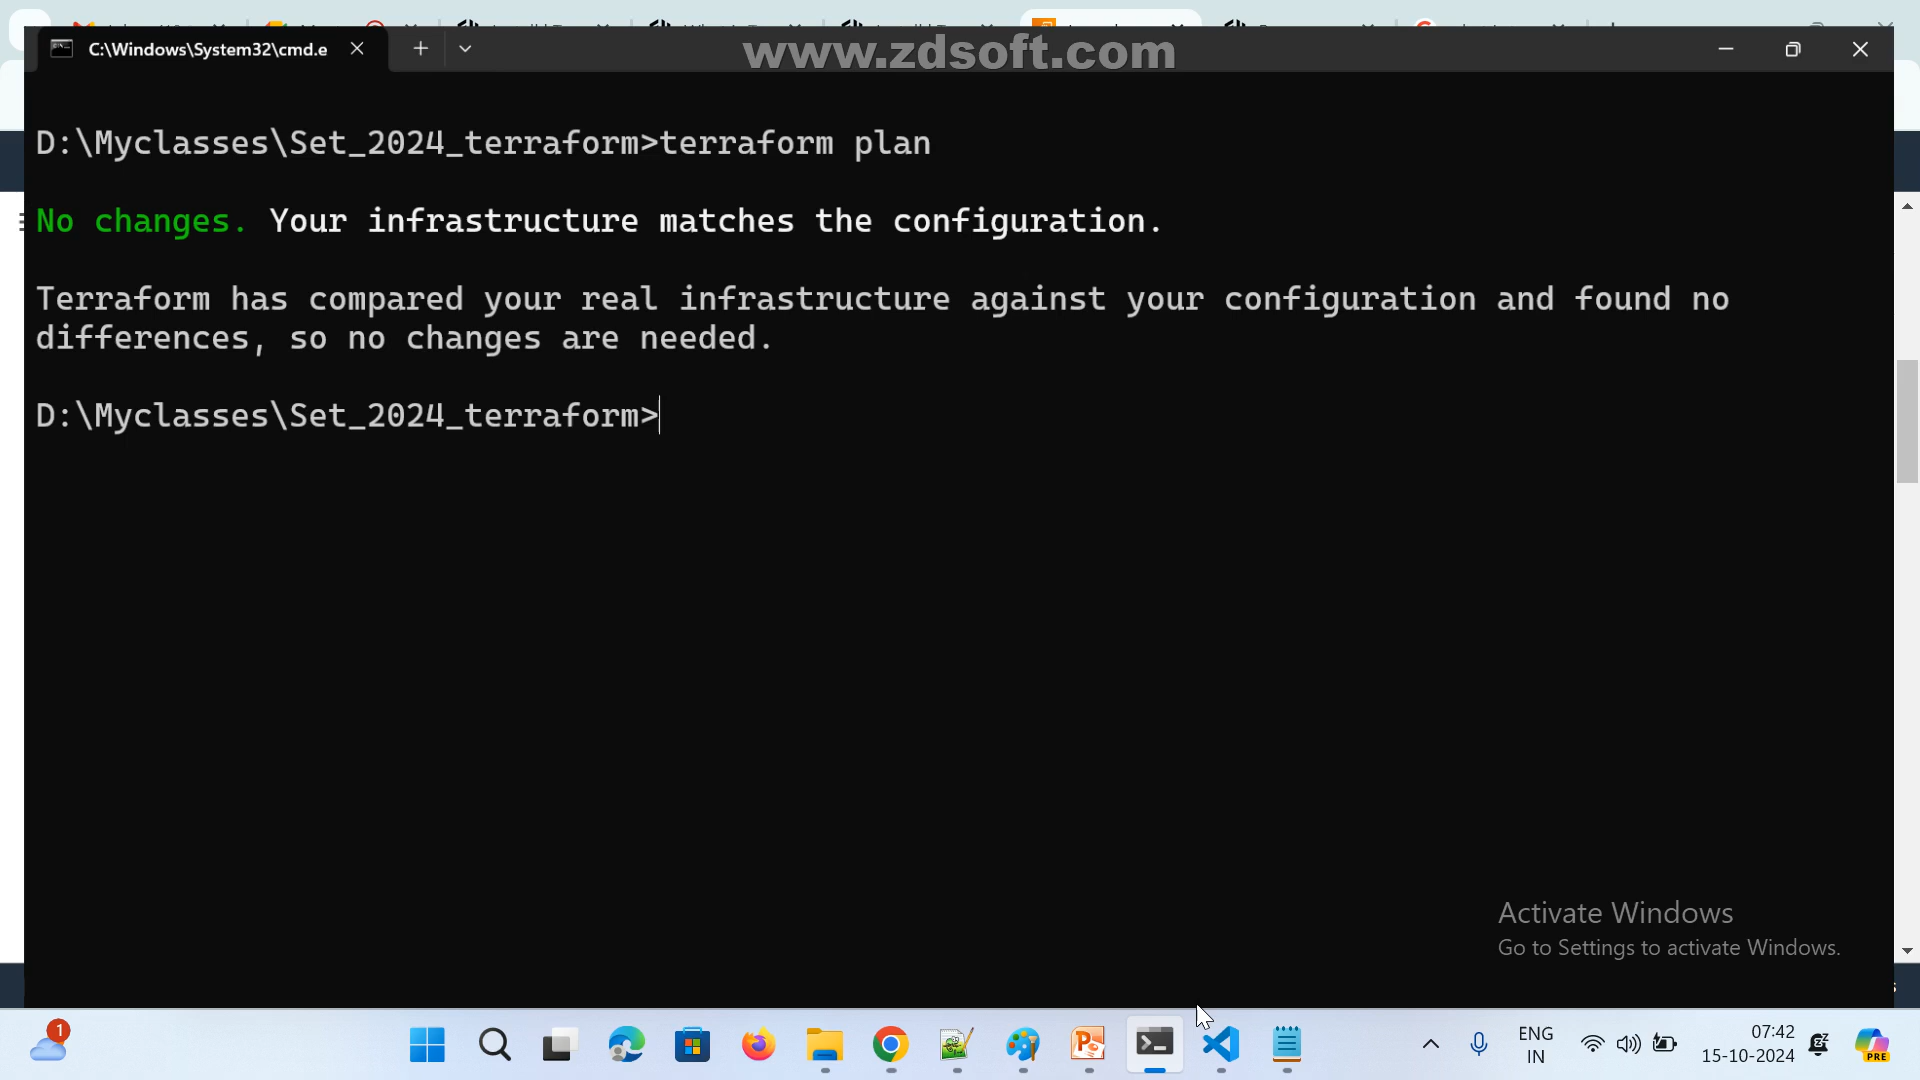 C:\Windows\System32\cmd.e
www.zdsoft.com
D:\Myclasses\Set_2024_terraform>terraform plan
No changes. Your infrastructure matches the configuration.
Terraform has compared your real infrastructure against your configuration and found no
differences, so no changes are needed.
D:\Myclasses\Set_2024_terraform>
Activate Windows
Go to Settings to activate Windows.
1
ENG
IN
07:42
15-10-2024
PRE